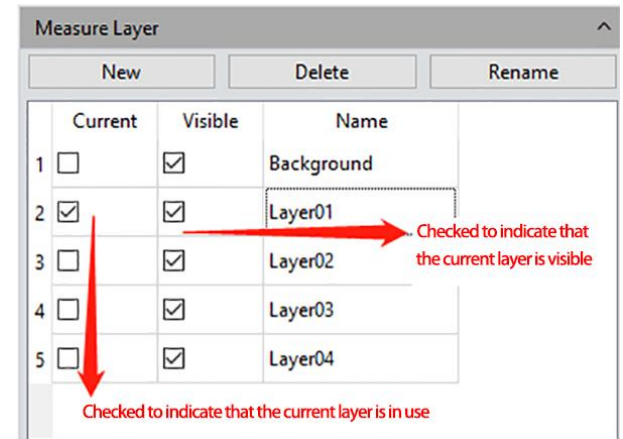 Measure Layer
New Delete Rename
Current Visible Name
1 Background
2 Layer01
Checked to indicate that
the current layer is visible
3 Layer02
4 Layer03
5 Layer04
Checked to indicate that the current layer is in use